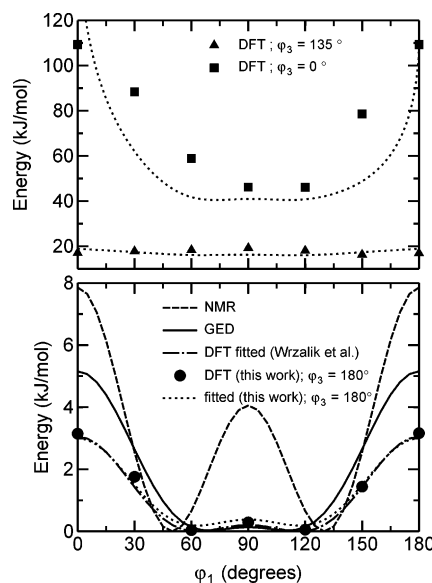 120
100
80
60
40
20
Energy (kJ/mol)
DFT ; φ₃ = 135 °
DFT ; φ₃ = 0 °
8
6
4
2
0
Energy (kJ/mol)
NMR
GED
DFT fitted (Wrzalik et al.)
DFT (this work); φ₃ = 180°
fitted (this work); φ₃ = 180°
0 30 60 90 120 150 180
φ₁ (degrees)